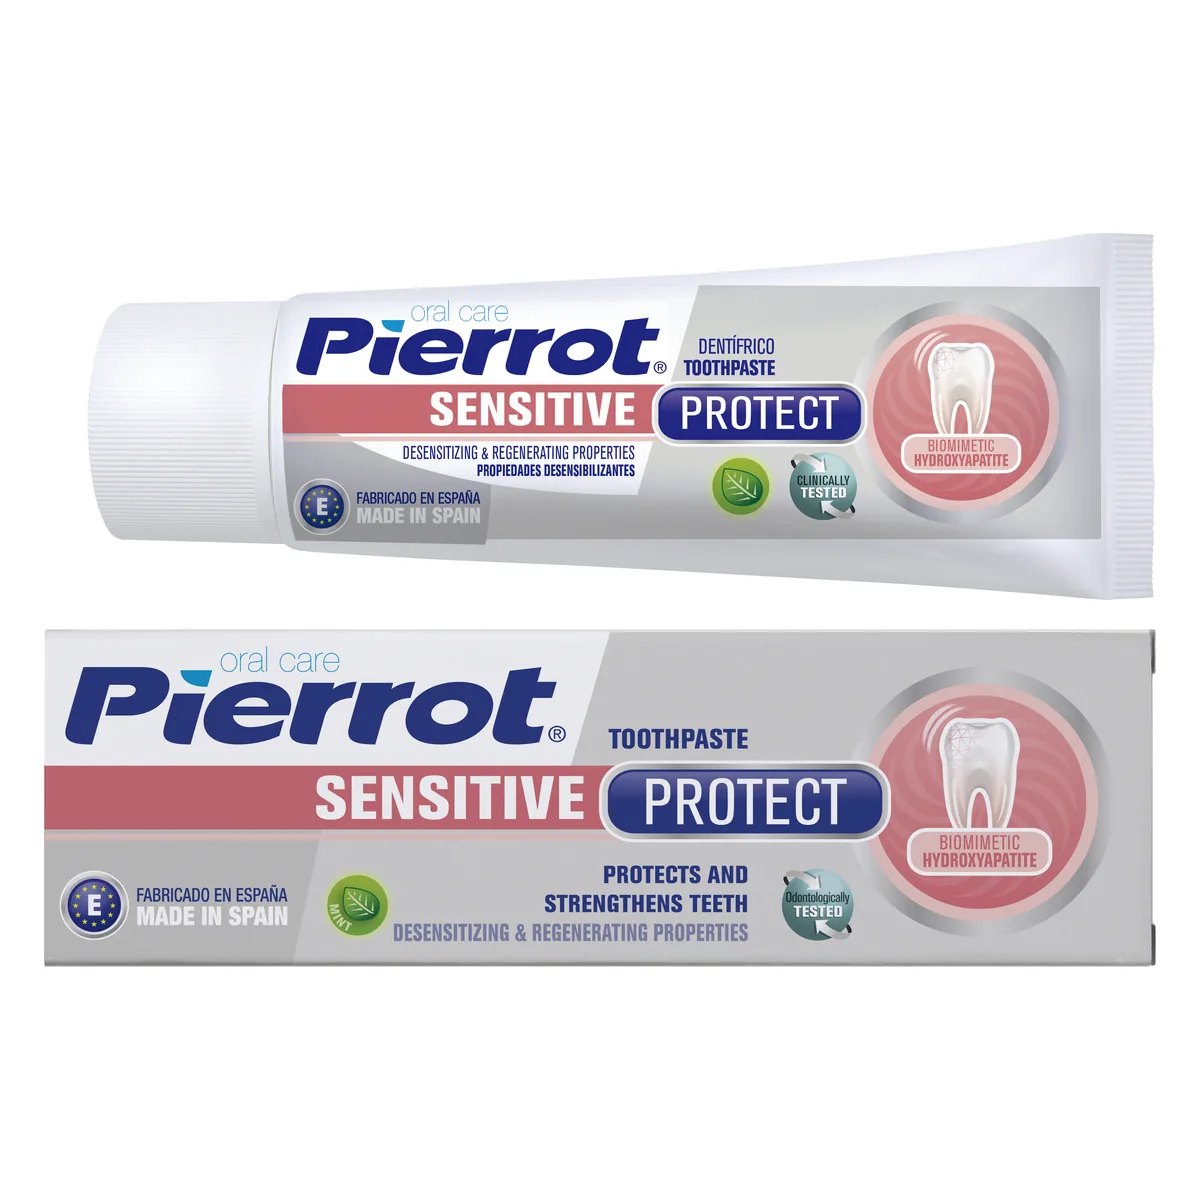 oral care
Pierrot®
DENTÍFRICO
TOOTHPASTE
SENSITIVE
PROTECT
DESENSITIZING & REGENERATING PROPERTIES
PROPIEDADES DESENSIBILIZANTES
E
FABRICADO EN ESPAÑA
MADE IN SPAIN
CLINICALLY
TESTED
BIOMIMETIC
HYDROXYAPATITE
oral care
Pierrot®
TOOTHPASTE
SENSITIVE
PROTECT
E
FABRICADO EN ESPAÑA
MADE IN SPAIN
MINT
PROTECTS AND
STRENGTHENS TEETH
DESENSITIZING & REGENERATING PROPERTIES
Odontologically
TESTED
BIOMIMETIC
HYDROXYAPATITE